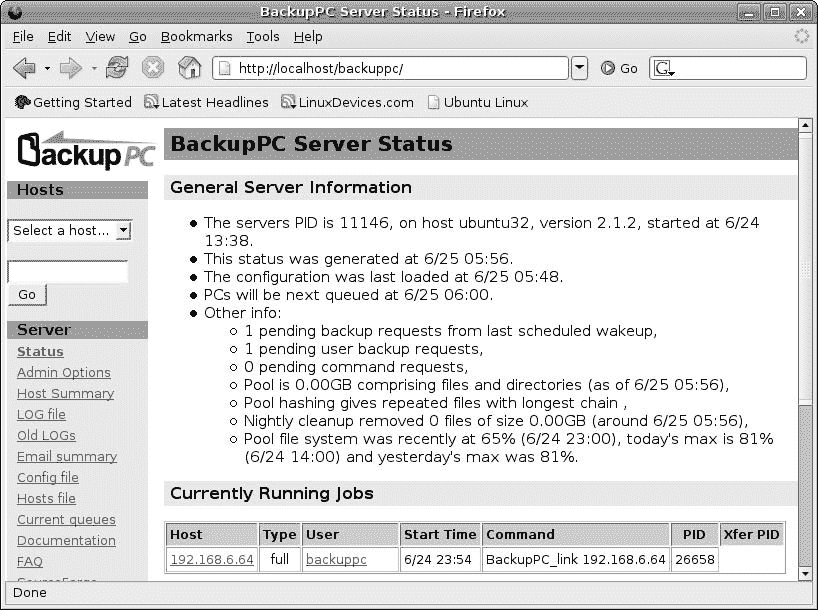 BackupPC Server Status - Firefox
File Edit View Go Bookmarks Tools Help
http://localhost/backuppc/ Go G
Getting Started Latest Headlines LinuxDevices.com Ubuntu Linux
BackupPC
Hosts
Select a host...
Go
Server
Status
Admin Options
Host Summary
LOG file
Old LOGs
Email summary
Config file
Hosts file
Current queues
Documentation
FAQ
SourceForge
BackupPC Server Status
General Server Information
The servers PID is 11146, on host ubuntu32, version 2.1.2, started at 6/24
13:38.
This status was generated at 6/25 05:56.
The configuration was last loaded at 6/25 05:48.
PCs will be next queued at 6/25 06:00.
Other info:
1 pending backup requests from last scheduled wakeup,
1 pending user backup requests,
0 pending command requests,
Pool is 0.00GB comprising files and directories (as of 6/25 05:56),
Pool hashing gives repeated files with longest chain ,
Nightly cleanup removed 0 files of size 0.00GB (around 6/25 05:56),
Pool file system was recently at 65% (6/24 23:00), today's max is 81%
(6/24 14:00) and yesterday's max was 81%.
Currently Running Jobs
Host Type User Start Time Command PID Xfer PID
192.168.6.64 full backuppc 6/24 23:54 BackupPC_link 192.168.6.64 26658
Done